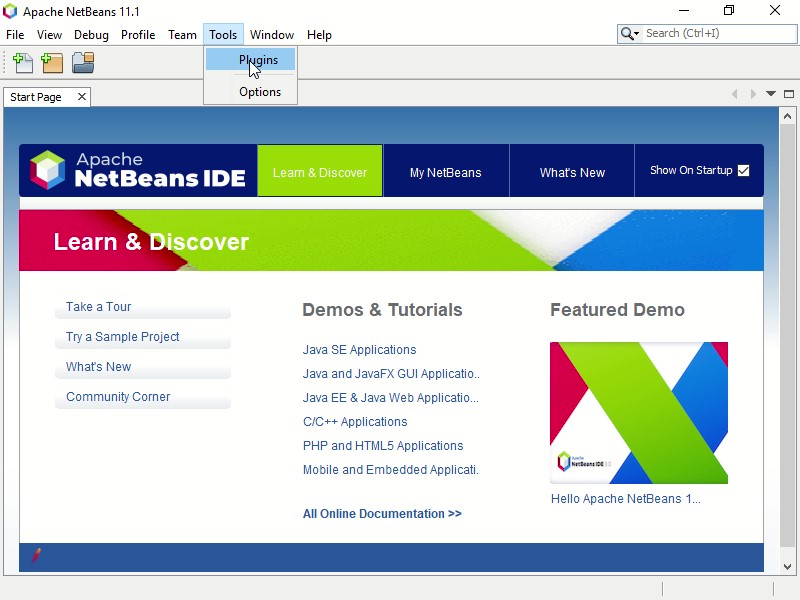 Apache NetBeans 11.1
File View Debug Profile Team Tools Window Help
Search (Ctrl+I)
Plugins
Options
Start Page
Apache
NetBeans IDE
Learn & Discover
My NetBeans
What's New
Show On Startup
Learn & Discover
Take a Tour
Try a Sample Project
What's New
Community Corner
Demos & Tutorials
Java SE Applications
Java and JavaFX GUI Applicatio..
Java EE & Java Web Applicatio...
C/C++ Applications
PHP and HTML5 Applications
Mobile and Embedded Applicati.
All Online Documentation >>
Featured Demo
Apache
NetBeans IDE
Hello Apache NetBeans 1...